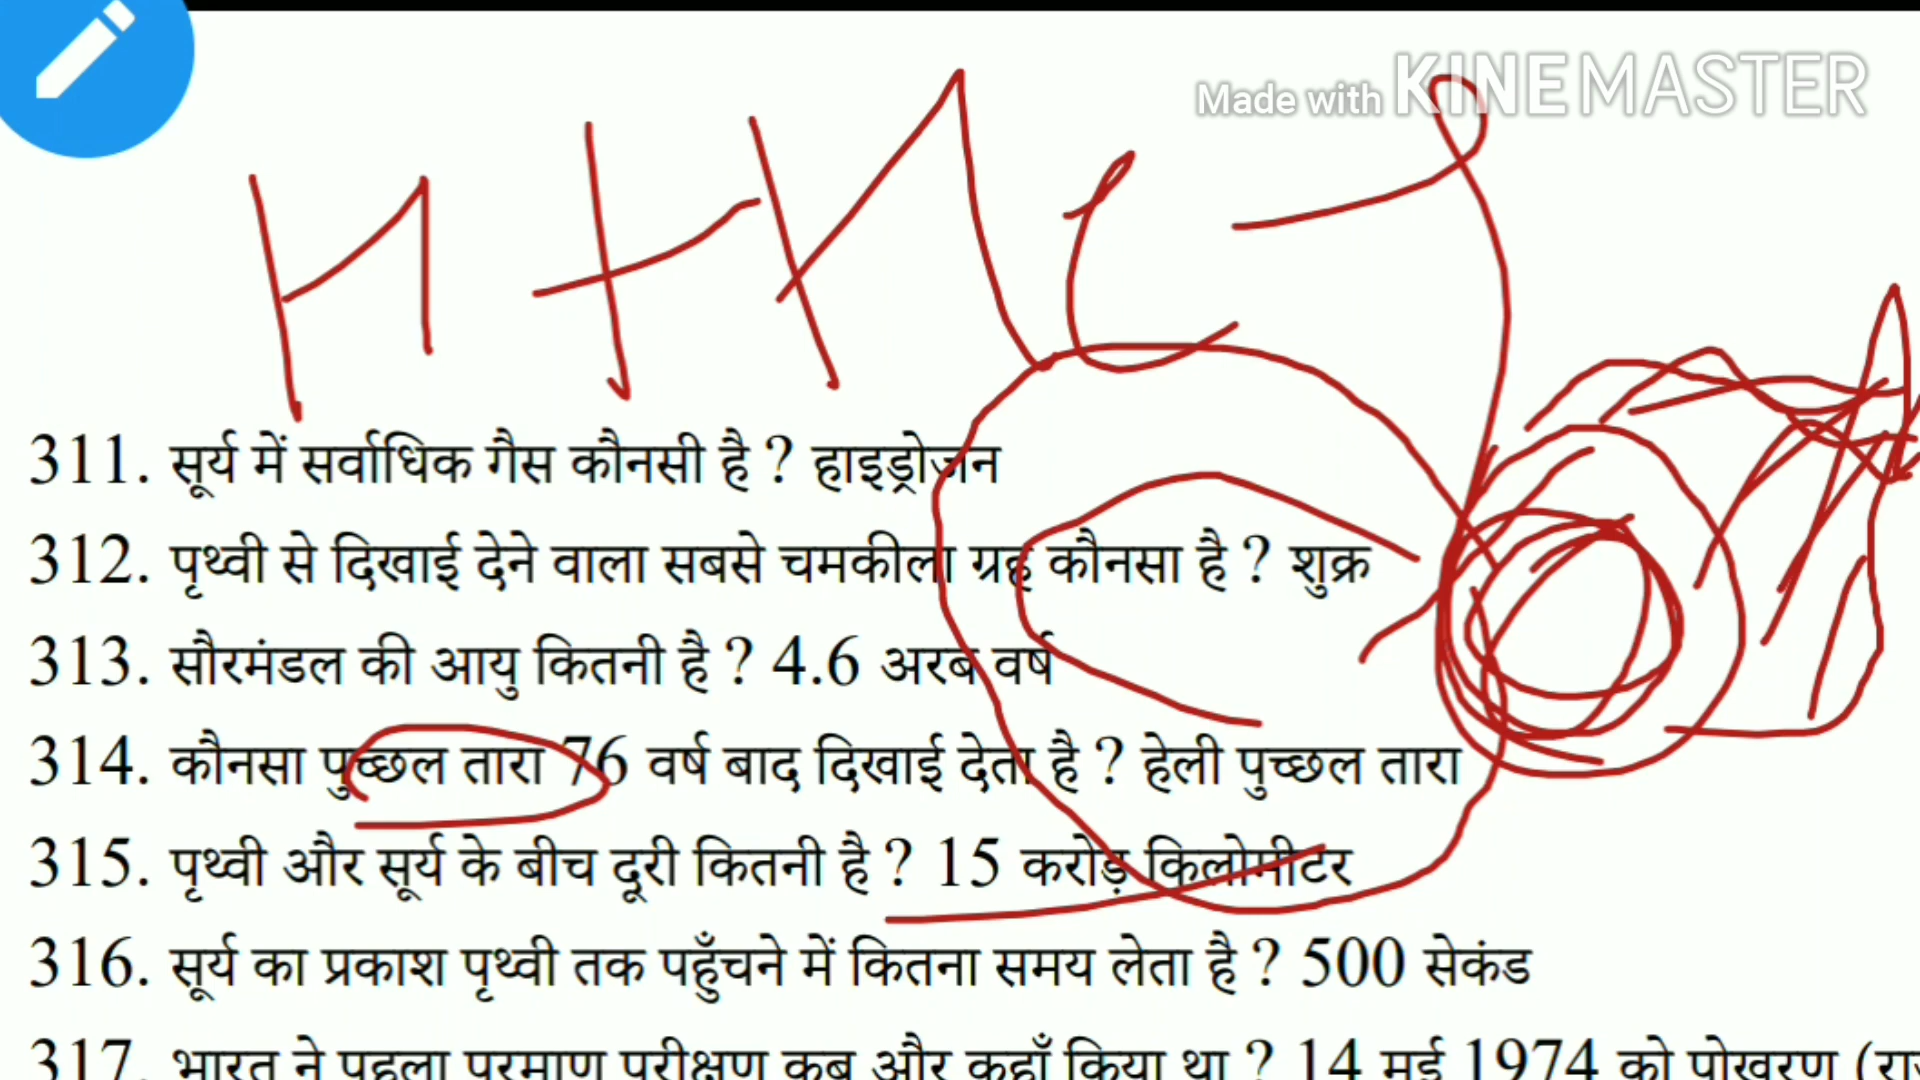 Made with KINEMASTER
H + H He
311. सूर्य में सर्वाधिक गैस कौनसी है ? हाइड्रोजन
312. पृथ्वी से दिखाई देने वाला सबसे चमकीला ग्रह कौनसा है ? शुक्र
313. सौरमंडल की आयु कितनी है ? 4.6 अरब वर्ष
314. कौनसा पुच्छल तारा 76 वर्ष बाद दिखाई देता है ? हेली पुच्छल तारा
315. पृथ्वी और सूर्य के बीच दूरी कितनी है ? 15 करोड़ किलोमीटर
316. सूर्य का प्रकाश पृथ्वी तक पहुँचने में कितना समय लेता है ? 500 सेकंड
317. भारत ने पहला परमाणु परीक्षण कब और कहाँ किया था ? 14 मई 1974 को पोखरण